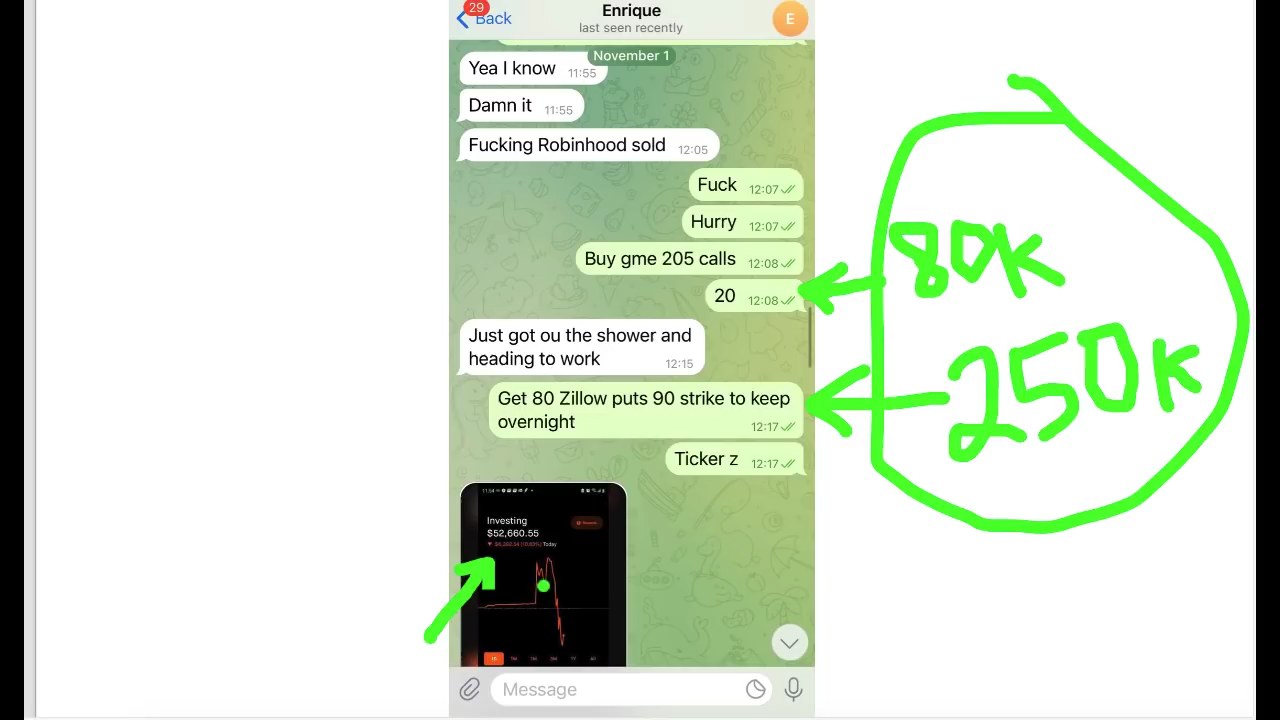 29
Back
Enrique
last seen recently
E
November 1
Yea I know 11:55
Damn it 11:55
Fucking Robinhood sold 12:05
Fuck 12:07
Hurry 12:07
Buy gme 205 calls 12:08
20 12:08
80k
Just got ou the shower and
heading to work 12:15
250k
Get 80 Zillow puts 90 strike to keep
overnight 12:17
Ticker z 12:17
Investing
$52,660.55
Today
Message